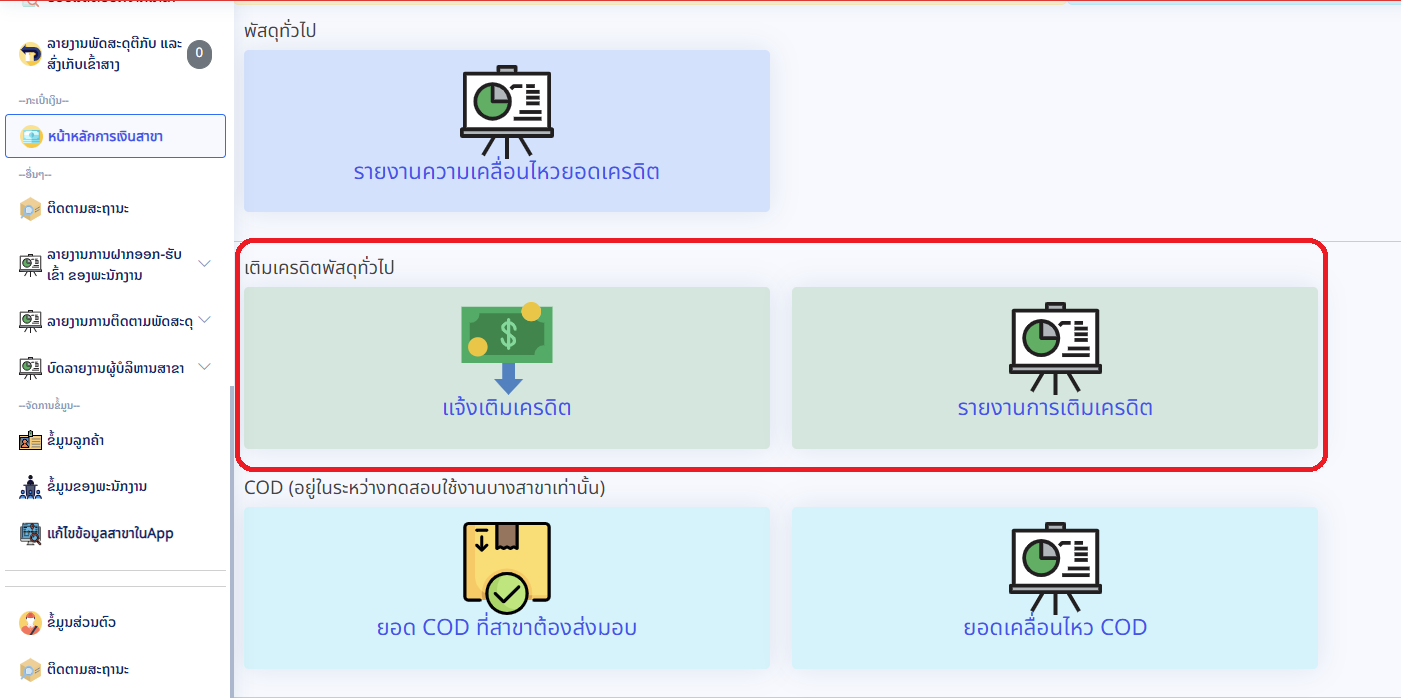 ລາຍງານພັດສະດຸຕີກັບ ແລະ
ສົ່ງເກັບເຂົ້າສາງ
0
--ກະເປົ໋າເງິນ--
หน้าหลักการเงินสาขา
--ອື່ນໆ--
ຕິດຕາມສະຖານະ
ລາຍງານການຝາກອອກ-ຮັບ
ເຂົ້າ ຂອງພະນັກງານ
ລາຍງານການຕິດຕາມພັດສະດຸ
ບົດລາຍງານຜູ້ບໍລິຫານສາຂາ
--ຈັດການຂໍ້ມູນ--
ຂໍ້ມູນລູກຄ້າ
ຂໍ້ມູນຂອງພະນັກງານ
แก้ไขข้อมูลสาขาในApp
ຂໍ້ມູນສ່ວນຕົວ
ຕິດຕາມສະຖານະ
พัสดุทั่วไป
รายงานความเคลื่อนไหวยอดเครดิต
เติมเครดิตพัสดุทั่วไป
แจ้งเติมเครดิต
รายงานการเติมเครดิต
COD (อยู่ในระหว่างทดสอบใช้งานบางสาขาเท่านั้น)
ยอด COD ที่สาขาต้องส่งมอบ
ยอดเคลื่อนไหว COD